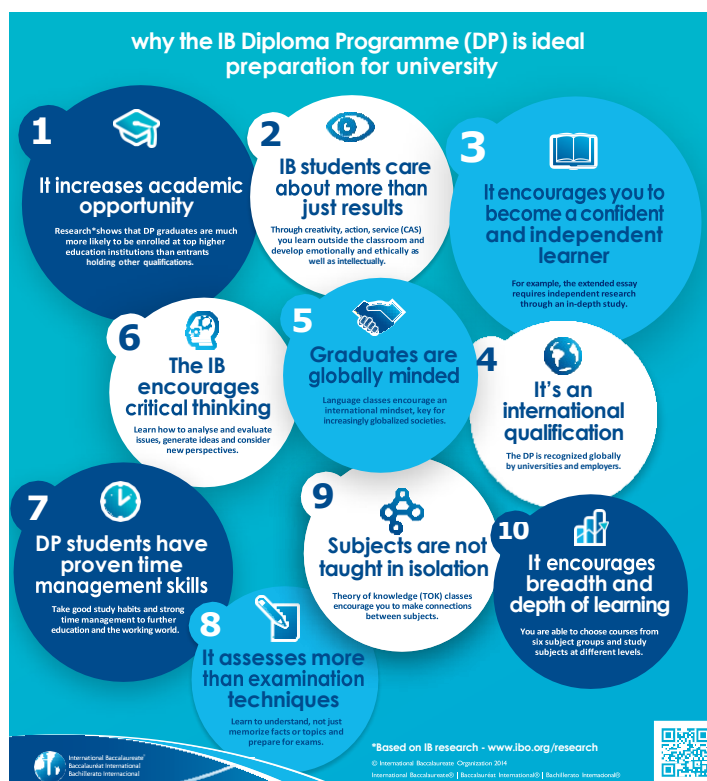 why the IB Diploma Programme (DP) is ideal
preparation for university
1
It increases academic
opportunity
Research*shows that DP graduates are much
more likely to be enrolled at top higher
education institutions than entrants
holding other qualifications.
2
IB students care
about more than
just results
Through creativity, action, service (CAS)
you learn outside the classroom and
develop emotionally and ethically as
well as intellectually.
3
It encourages you to
become a confident
and independent
learner
For example, the extended essay
requires independent research
through an in-depth study.
4
It's an
international
qualification
The DP is recognized globally
by universities and employers.
5
Graduates are
globally minded
Language classes encourage an
international mindset, key for
increasingly globalized societies.
6
The IB
encourages
critical thinking
Learn how to analyse and evaluate
issues, generate ideas and consider
new perspectives.
7
DP students have
proven time
management skills
Take good study habits and strong
time management to further
education and the working world.
8
It assesses more
than examination
techniques
Learn to understand, not just
memorize facts or topics and
prepare for exams.
9
Subjects are not
taught in isolation
Theory of knowledge (TOK) classes
encourage you to make connections
between subjects.
10
It encourages
breadth and
depth of learning
You are able to choose courses from
six subject groups and study
subjects at different levels.
International Baccalaureate®
Baccalauréat International
Bachillerato Internacional
*Based on IB research - www.ibo.org/research
© International Baccalaureate Organization 2014
International Baccalaureate® | Baccalauréat International® | Bachillerato Internacional®